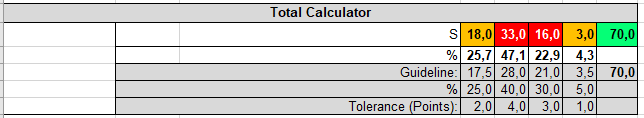 Total Calculator
S 18,0 33,0 16,0 3,0 70,0
% 25,7 47,1 22,9 4,3
Guideline: 17,5 28,0 21,0 3,5 70,0
% 25,0 40,0 30,0 5,0
Tolerance (Points): 2,0 4,0 3,0 1,0